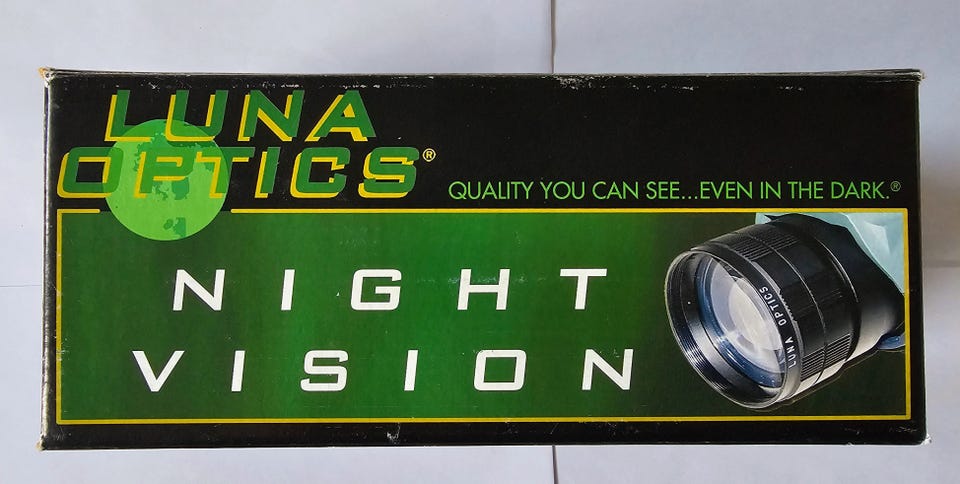 LUNA
OPTICS®
QUALITY YOU CAN SEE...EVEN IN THE DARK.®
NIGHT
VISION
LUNA OPTICS